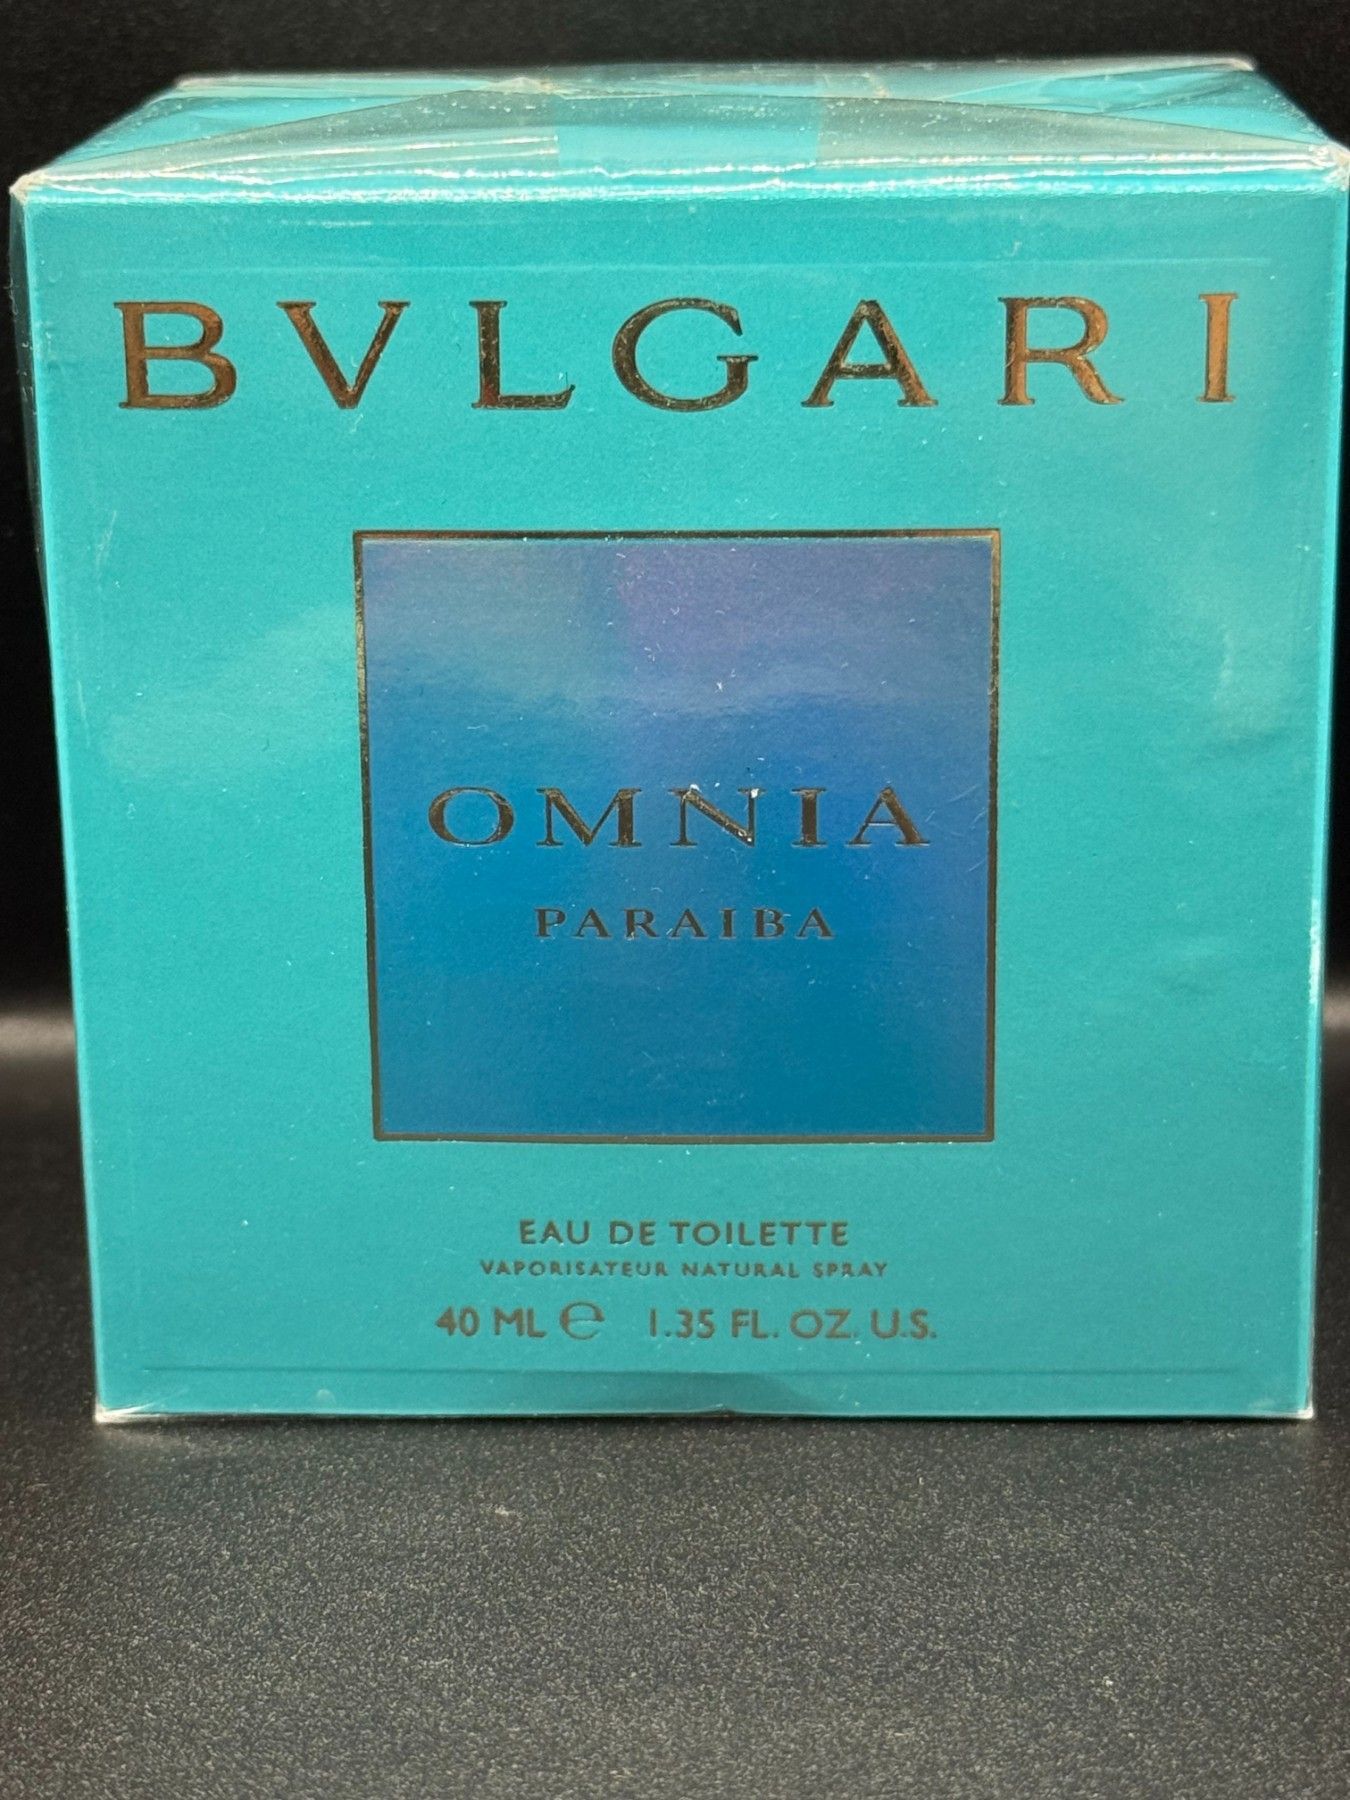 BVLGARI
OMNIA
PARAIBA
EAU DE TOILETTE
VAPORISATEUR NATURAL SPRAY
40 ML ℮ 1.35 FL. OZ. U.S.